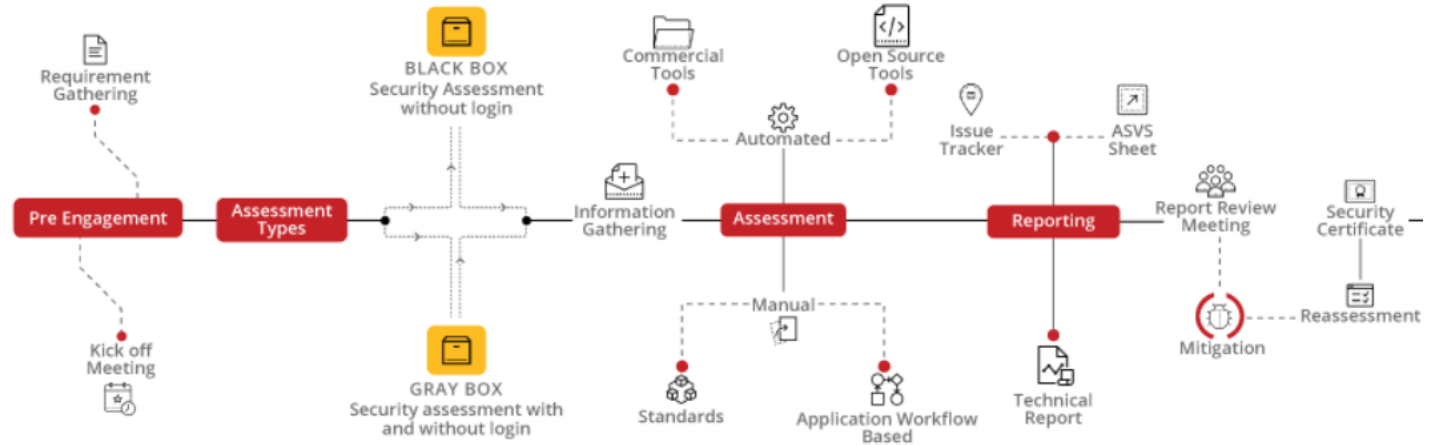 Requirement
Gathering
Pre Engagement
Kick off
Meeting
Assessment
Types
BLACK BOX
Security Assessment
without login
GRAY BOX
Security assessment with
and without login
Information
Gathering
Commercial
Tools
Open Source
Tools
Automated
Assessment
Manual
Standards
Application Workflow
Based
Issue
Tracker
ASVS
Sheet
Reporting
Technical
Report
Report Review
Meeting
Mitigation
Security
Certificate
Reassessment